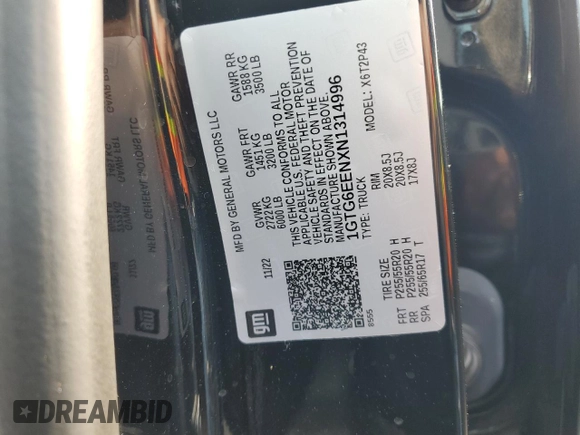 MFD BY GENERAL MOTORS LLC
11/22
GVWR GAWR FRT GAWR RR
2722 KG 1451 KG 1588 KG
6000 LB 3200 LB 3500 LB
THIS VEHICLE CONFORMS TO ALL
APPLICABLE U.S. FEDERAL MOTOR
VEHICLE SAFETY AND THEFT PREVENTION
STANDARDS IN EFFECT ON THE DATE OF
MANUFACTURE SHOWN ABOVE.
1GTG6EENXN1314996
TYPE: TRUCK MODEL: X6T2P43
gm
8555
TIRE SIZE RIM
FRT P255/55R20 H 20X8.5J
RR P255/55R20 H 20X8.5J
SPA 255/65R17 T 17X8J
DREAMBID